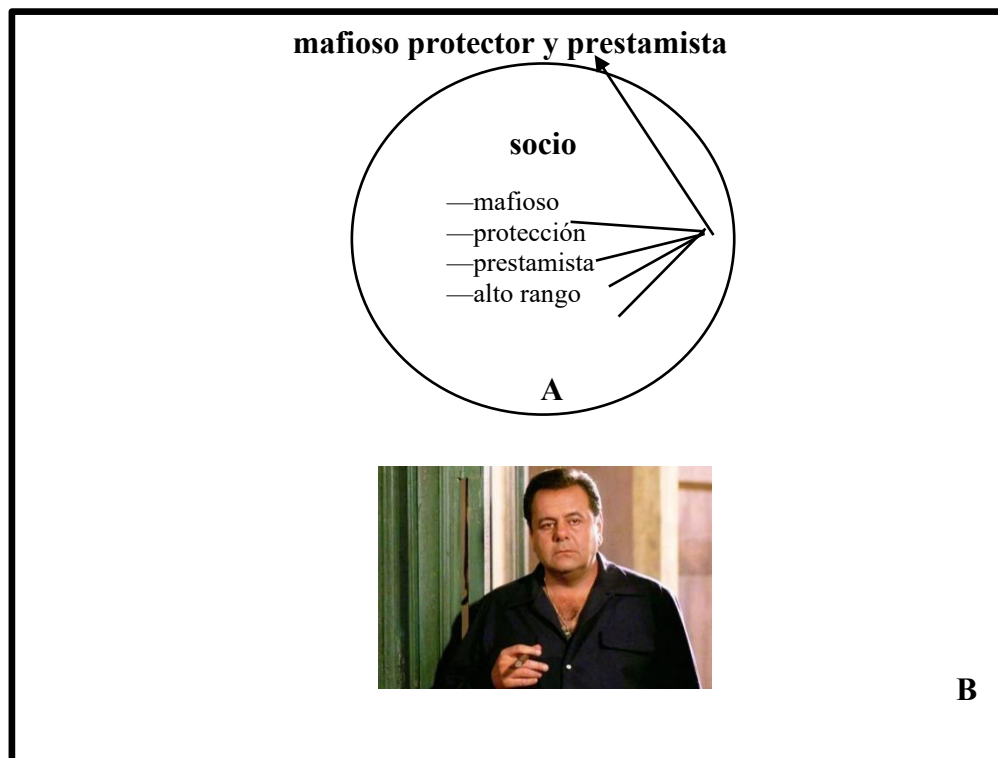 mafioso protector y prestamista
socio
—mafioso
—protección
—prestamista
—alto rango
A
B